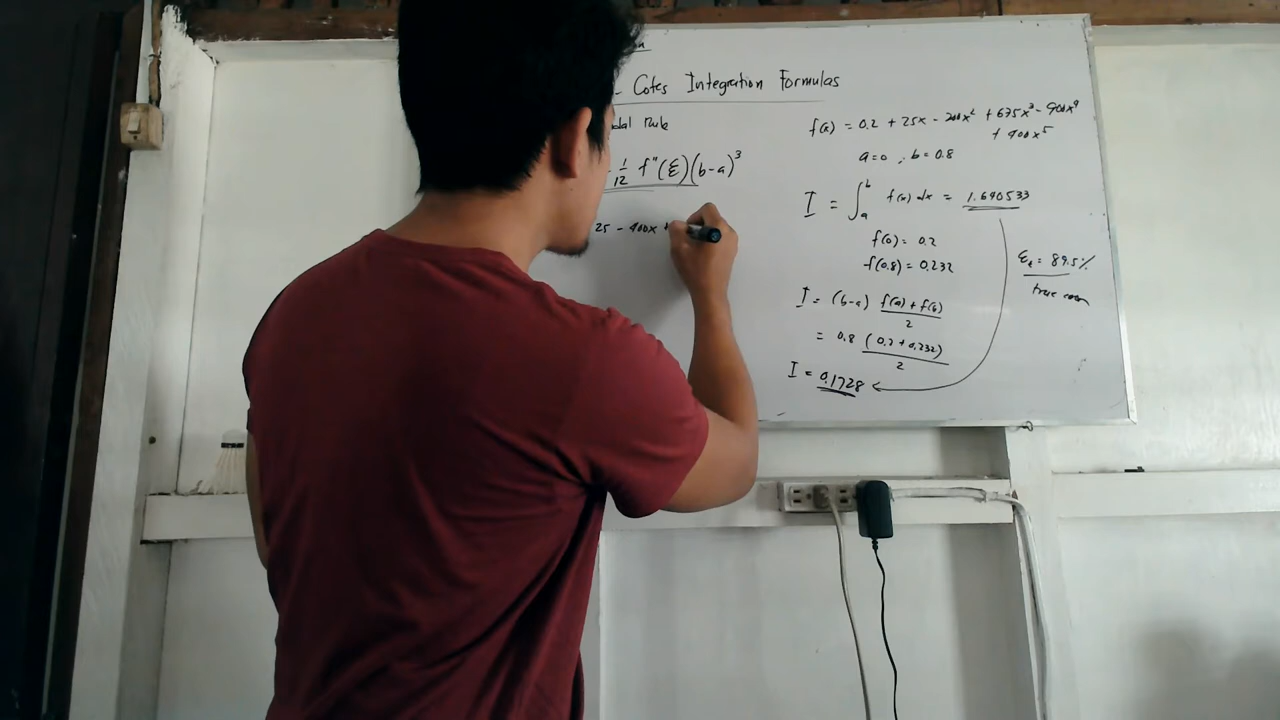 - Cotes Integration Formulas
dal Rule
- 1/12 f"(ξ)(b-a)³
25 - 400x +
f(x) = 0.2 + 25x - 200x² + 675x³ - 900x⁴
+ 400x⁵
a=0 ; b=0.8
I = ∫ₐᵇ f(x) dx = 1.640533
f(0) = 0.2
f(0.8) = 0.232
I = (b-a) f(a) + f(b) / 2
= 0.8 (0.2 + 0.232) / 2
I = 0.1728
εₜ = 89.5%
true